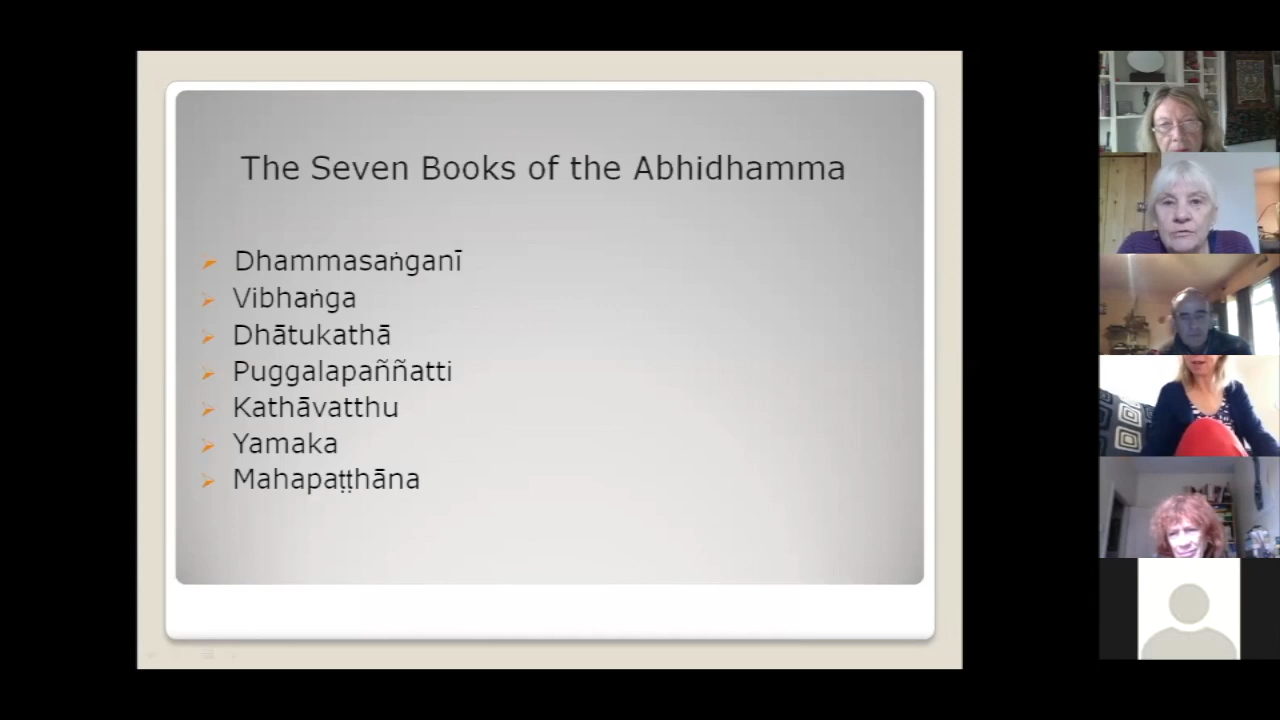 The Seven Books of the Abhidhamma
Dhammasaṅganī
Vibhaṅga
Dhātukathā
Puggalapaññatti
Kathāvatthu
Yamaka
Mahapaṭṭhāna